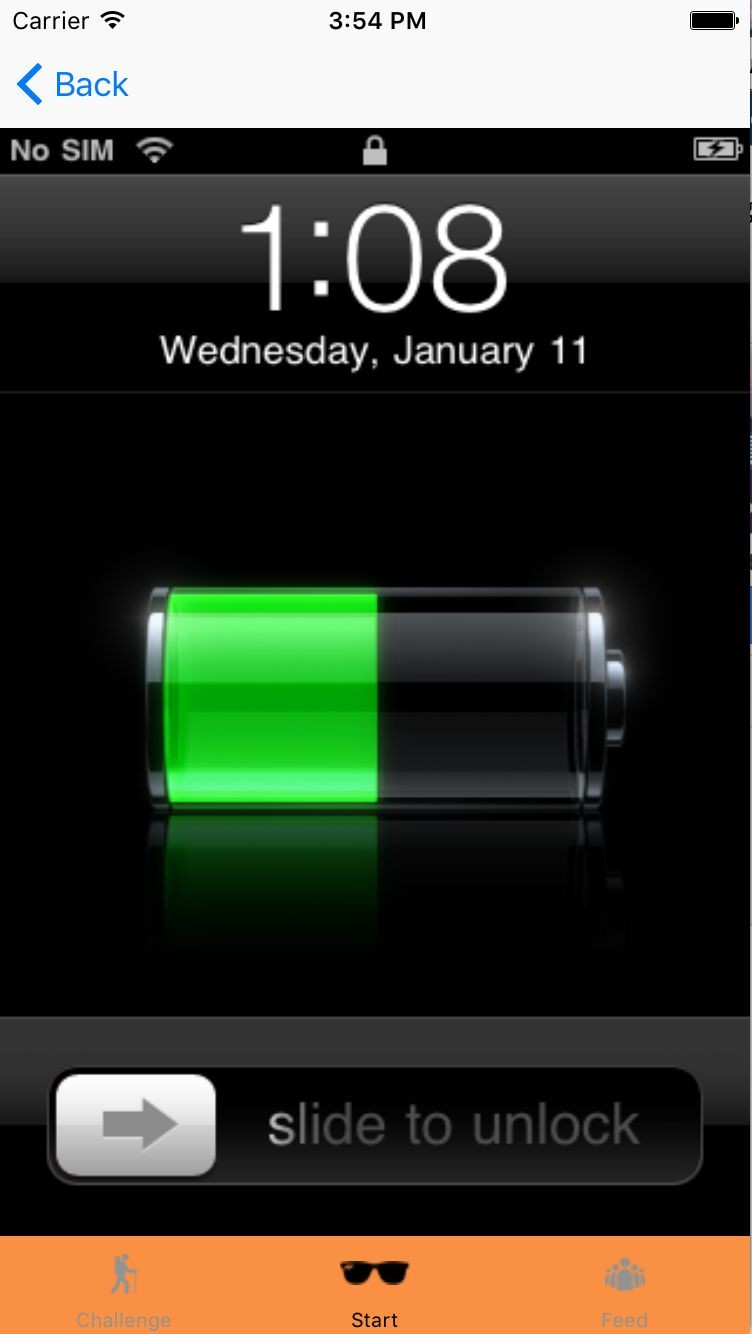 Carrier 3:54 PM
Back
No SIM
1:08
Wednesday, January 11
slide to unlock
Challenge Start Feed